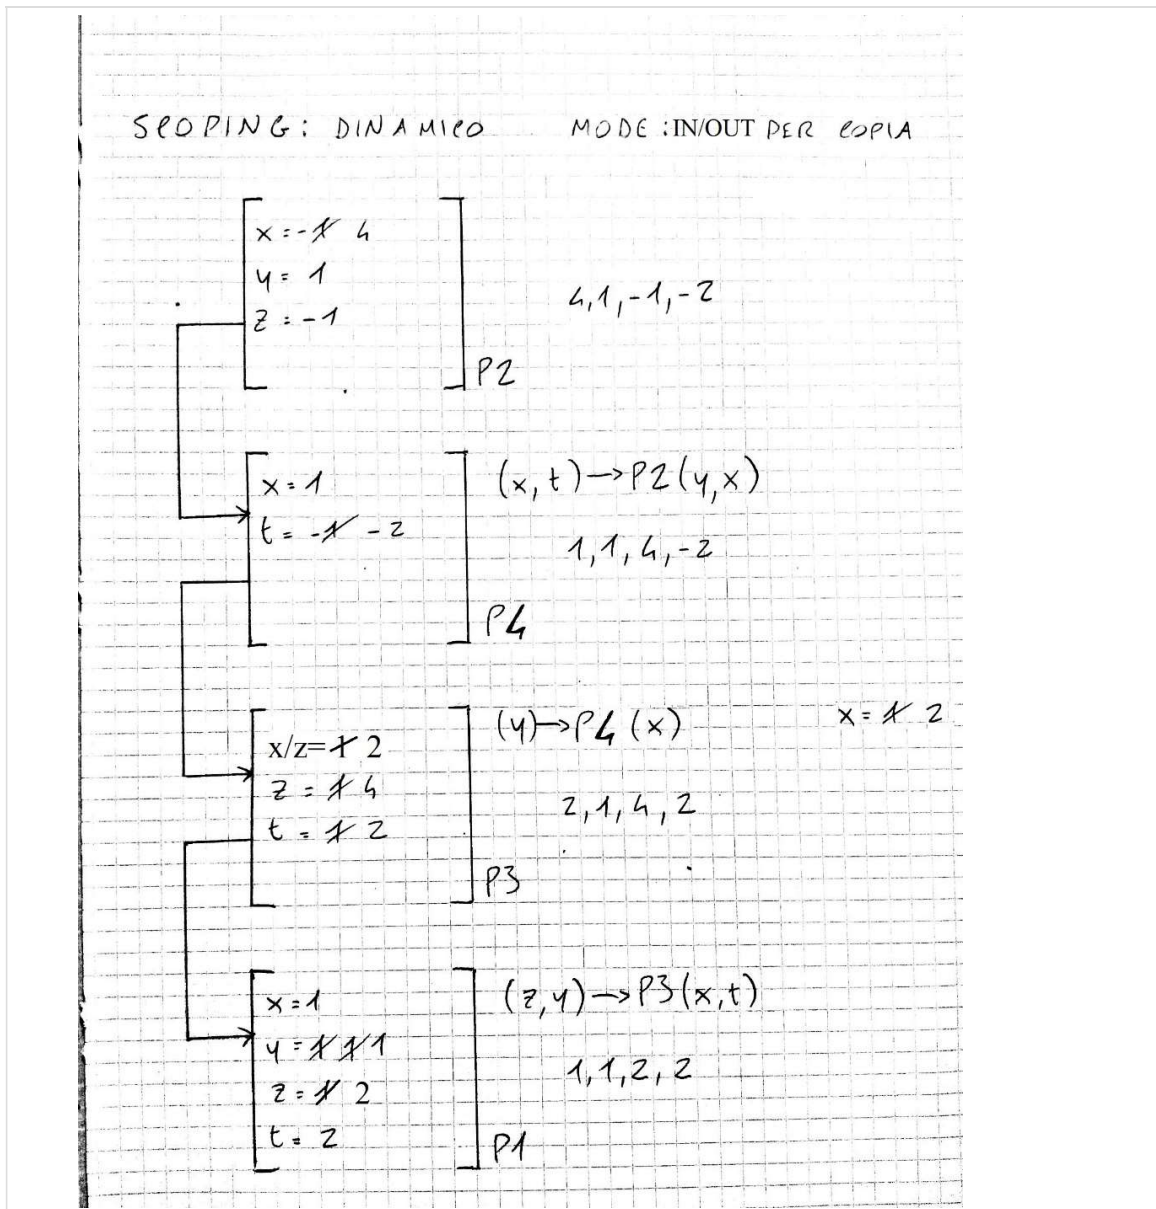 SCOPING: DINAMICO MODE: IN/OUT PER COPIA
x = -1 4
y = 1
z = -1
4, 1, -1, -2
P2
x = 1
t = -1 -2
(x, t) → P2 (y, x)
1, 1, 4, -2
P4
x/z= 1 2
z = 1 4
t = 1 2
(y) → P4 (x)
x = 1 2
2, 1, 4, 2
P3
x = 1
y = 1 1 1
z = 1 2
t = 2
(z, y) → P3 (x, t)
1, 1, 2, 2
P1